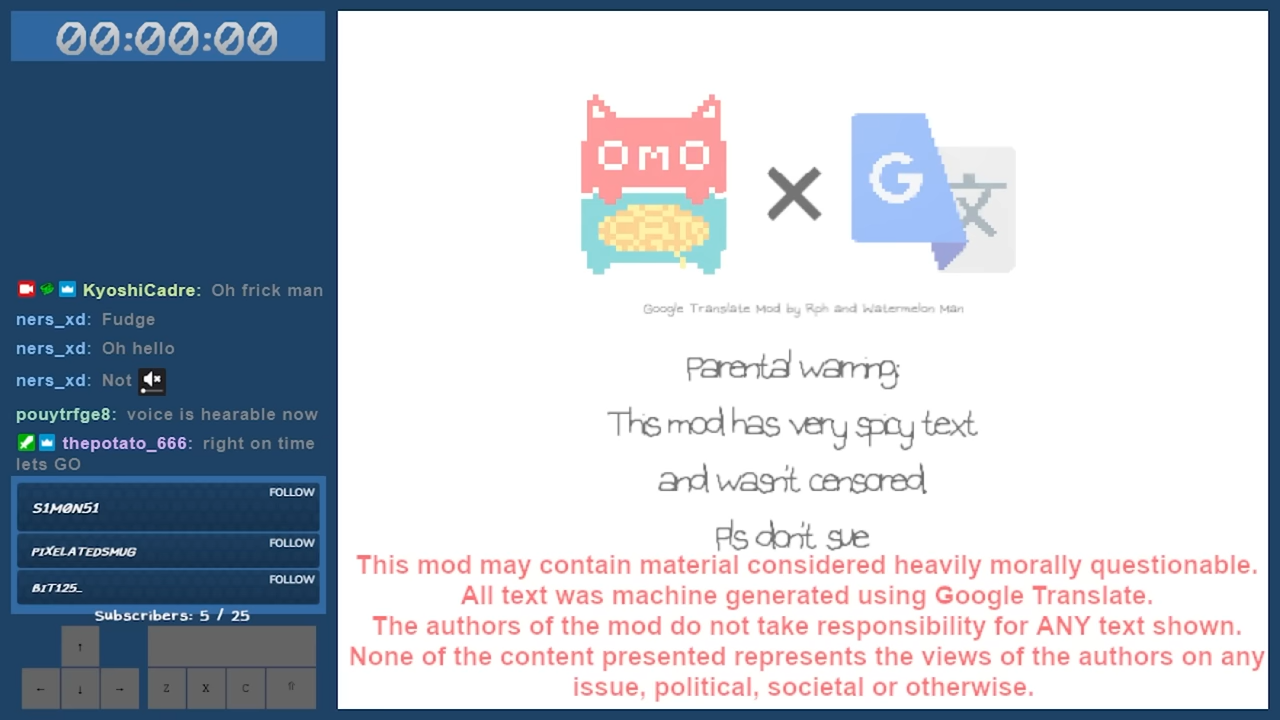 00:00:00
KyoshiCadre: Oh frick man
ners_xd: Fudge
ners_xd: Oh hello
ners_xd: Not
pouytrfge8: voice is hearable now
thepotato_666: right on time
lets GO
FOLLOW
S1M0N51
FOLLOW
PIXELATEDSMUG
FOLLOW
BIT125_
Subscribers: 5 / 25
↑
← ↓ → Z X C ⇧
OMO
CAT
G 文
Google Translate Mod by Rph and Watermelon Man
Parental warning:
This mod has very spicy text
and wasn't censored.
Pls don't sue
This mod may contain material considered heavily morally questionable.
All text was machine generated using Google Translate.
The authors of the mod do not take responsibility for ANY text shown.
None of the content presented represents the views of the authors on any
issue, political, societal or otherwise.